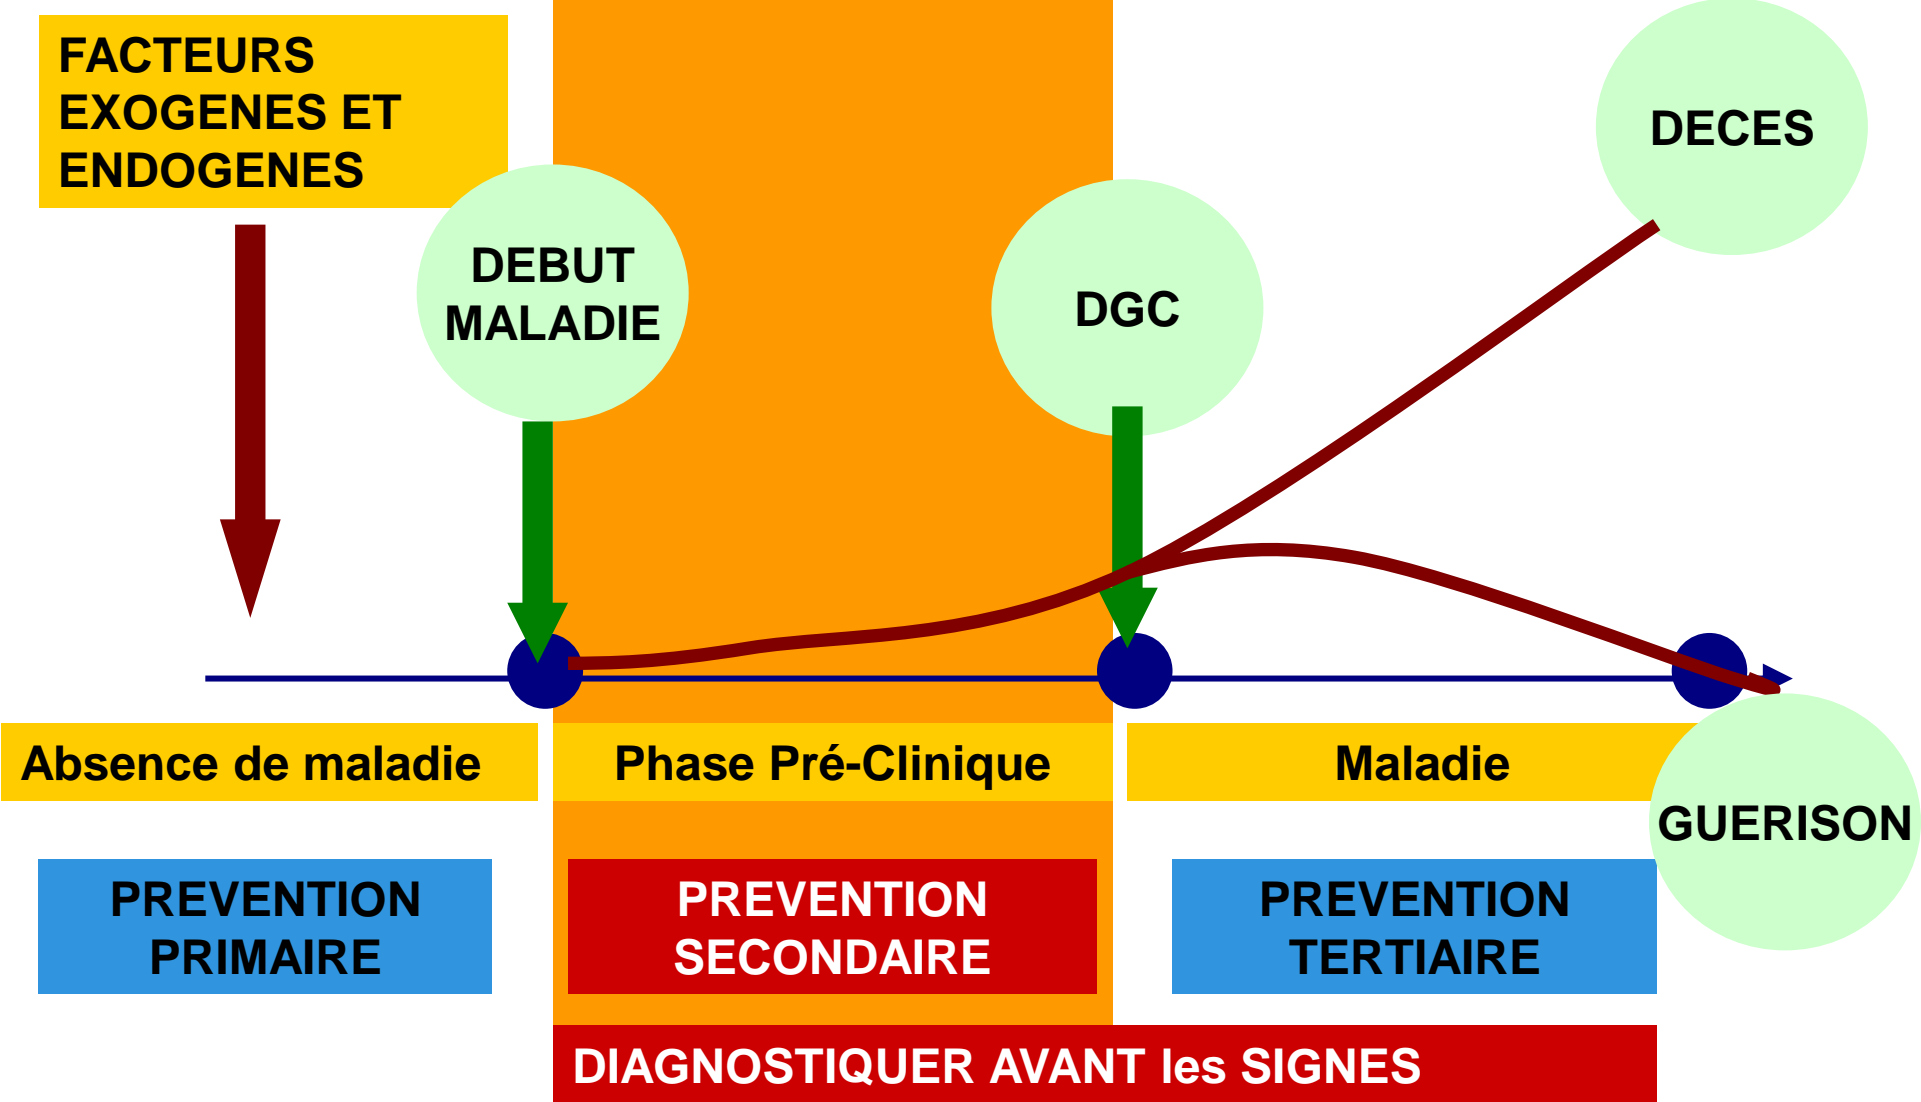 FACTEURS
EXOGENES ET
ENDOGENES
DEBUT
MALADIE
DGC
DECES
Absence de maladie
Phase Pré-Clinique
Maladie
GUERISON
PREVENTION
PRIMAIRE
PREVENTION
SECONDAIRE
PREVENTION
TERTIAIRE
DIAGNOSTIQUER AVANT les SIGNES